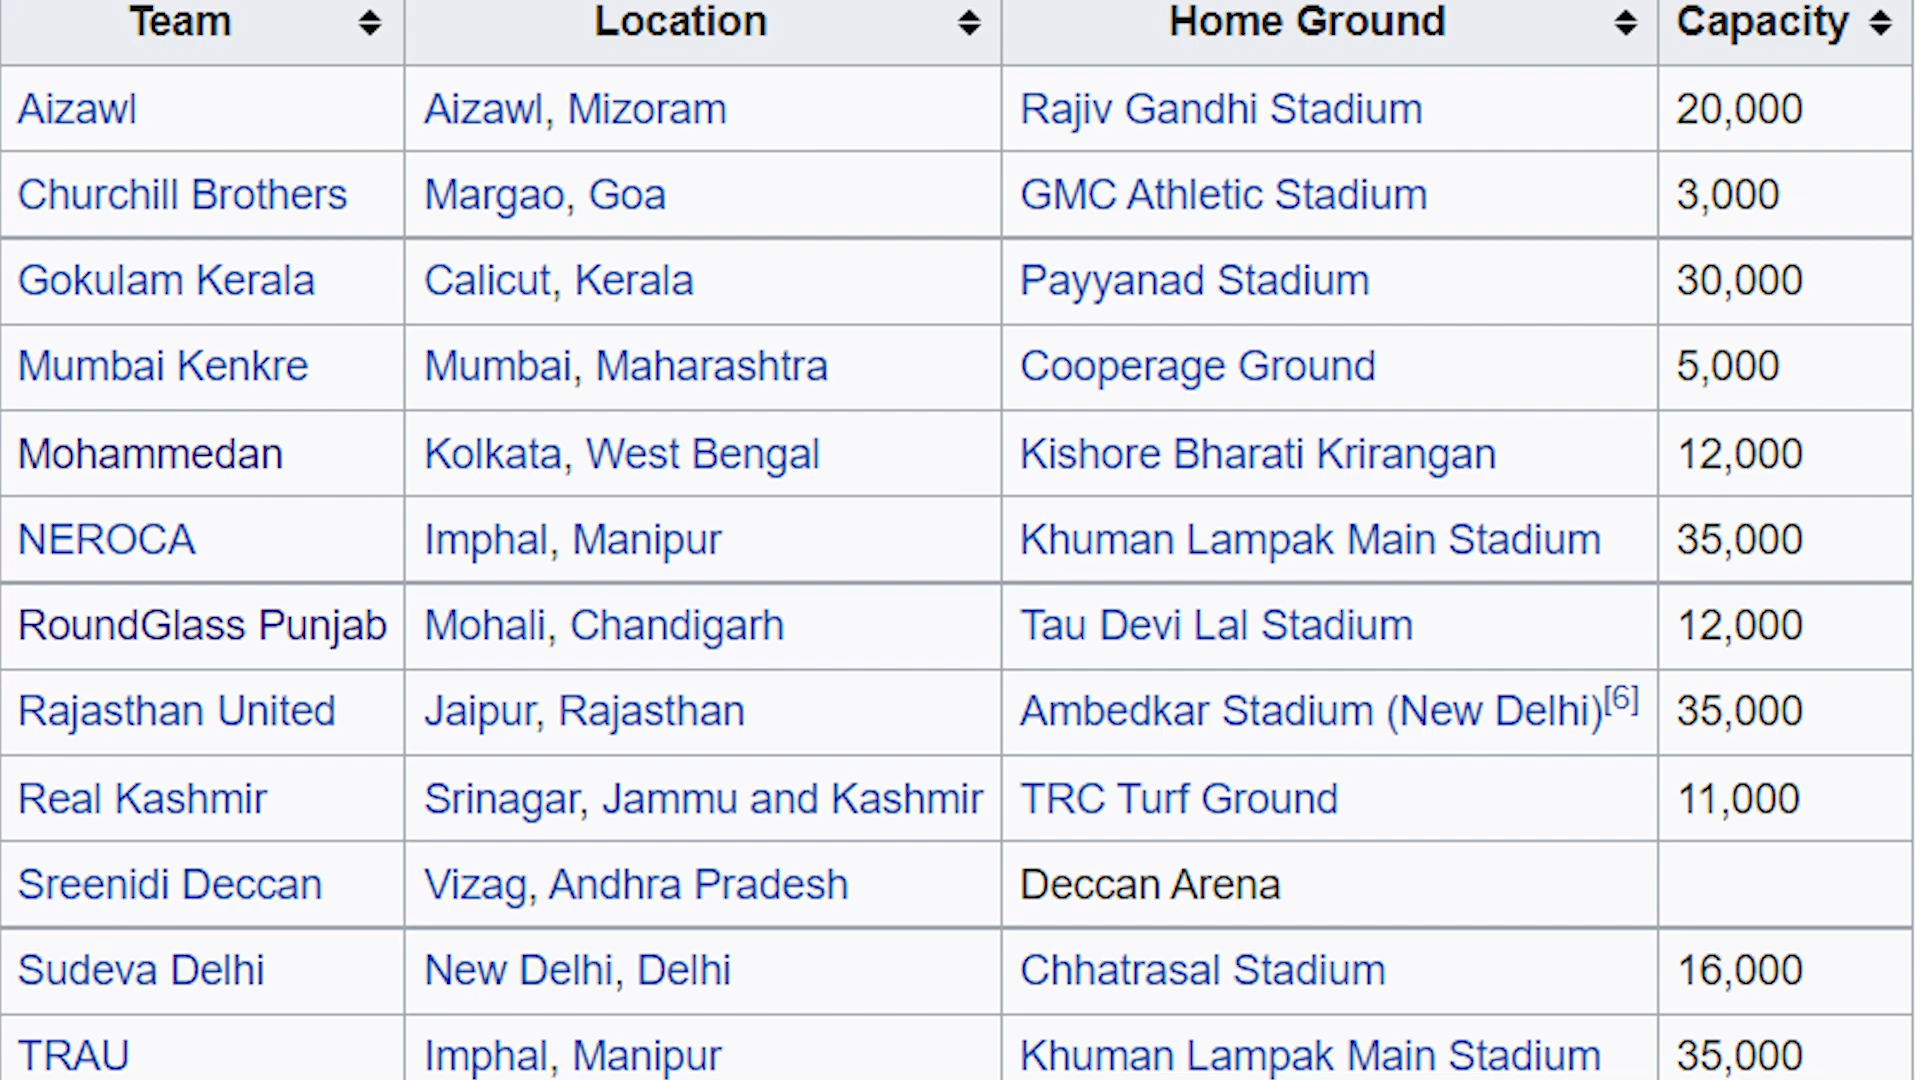 Team Location Home Ground Capacity
Aizawl Aizawl, Mizoram Rajiv Gandhi Stadium 20,000
Churchill Brothers Margao, Goa GMC Athletic Stadium 3,000
Gokulam Kerala Calicut, Kerala Payyanad Stadium 30,000
Mumbai Kenkre Mumbai, Maharashtra Cooperage Ground 5,000
Mohammedan Kolkata, West Bengal Kishore Bharati Krirangan 12,000
NEROCA Imphal, Manipur Khuman Lampak Main Stadium 35,000
RoundGlass Punjab Mohali, Chandigarh Tau Devi Lal Stadium 12,000
Rajasthan United Jaipur, Rajasthan Ambedkar Stadium (New Delhi)[6] 35,000
Real Kashmir Srinagar, Jammu and Kashmir TRC Turf Ground 11,000
Sreenidi Deccan Vizag, Andhra Pradesh Deccan Arena
Sudeva Delhi New Delhi, Delhi Chhatrasal Stadium 16,000
TRAU Imphal, Manipur Khuman Lampak Main Stadium 35,000